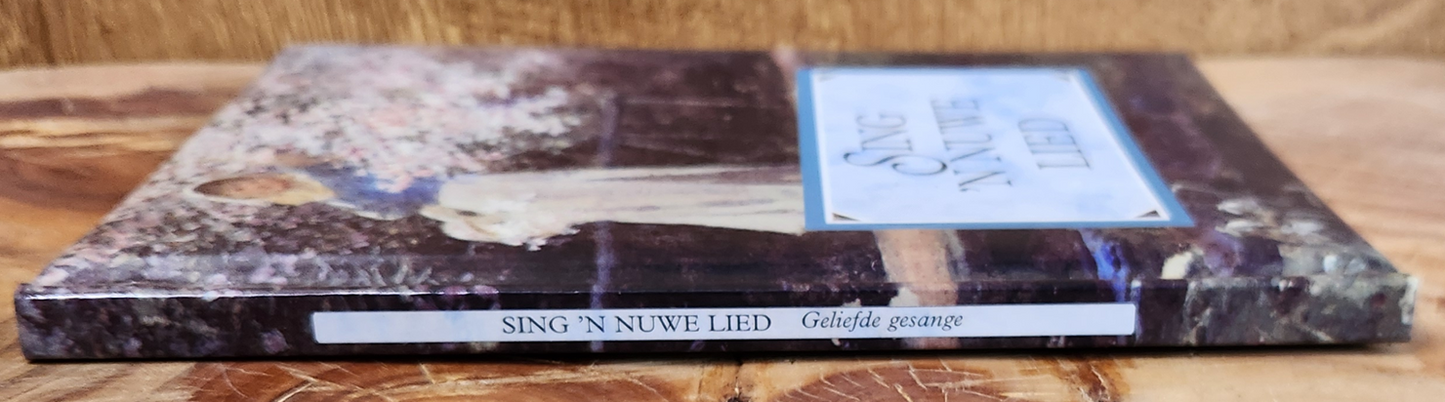 SING
'N NUWE
LIED
SING 'N NUWE LIED Geliefde gesange